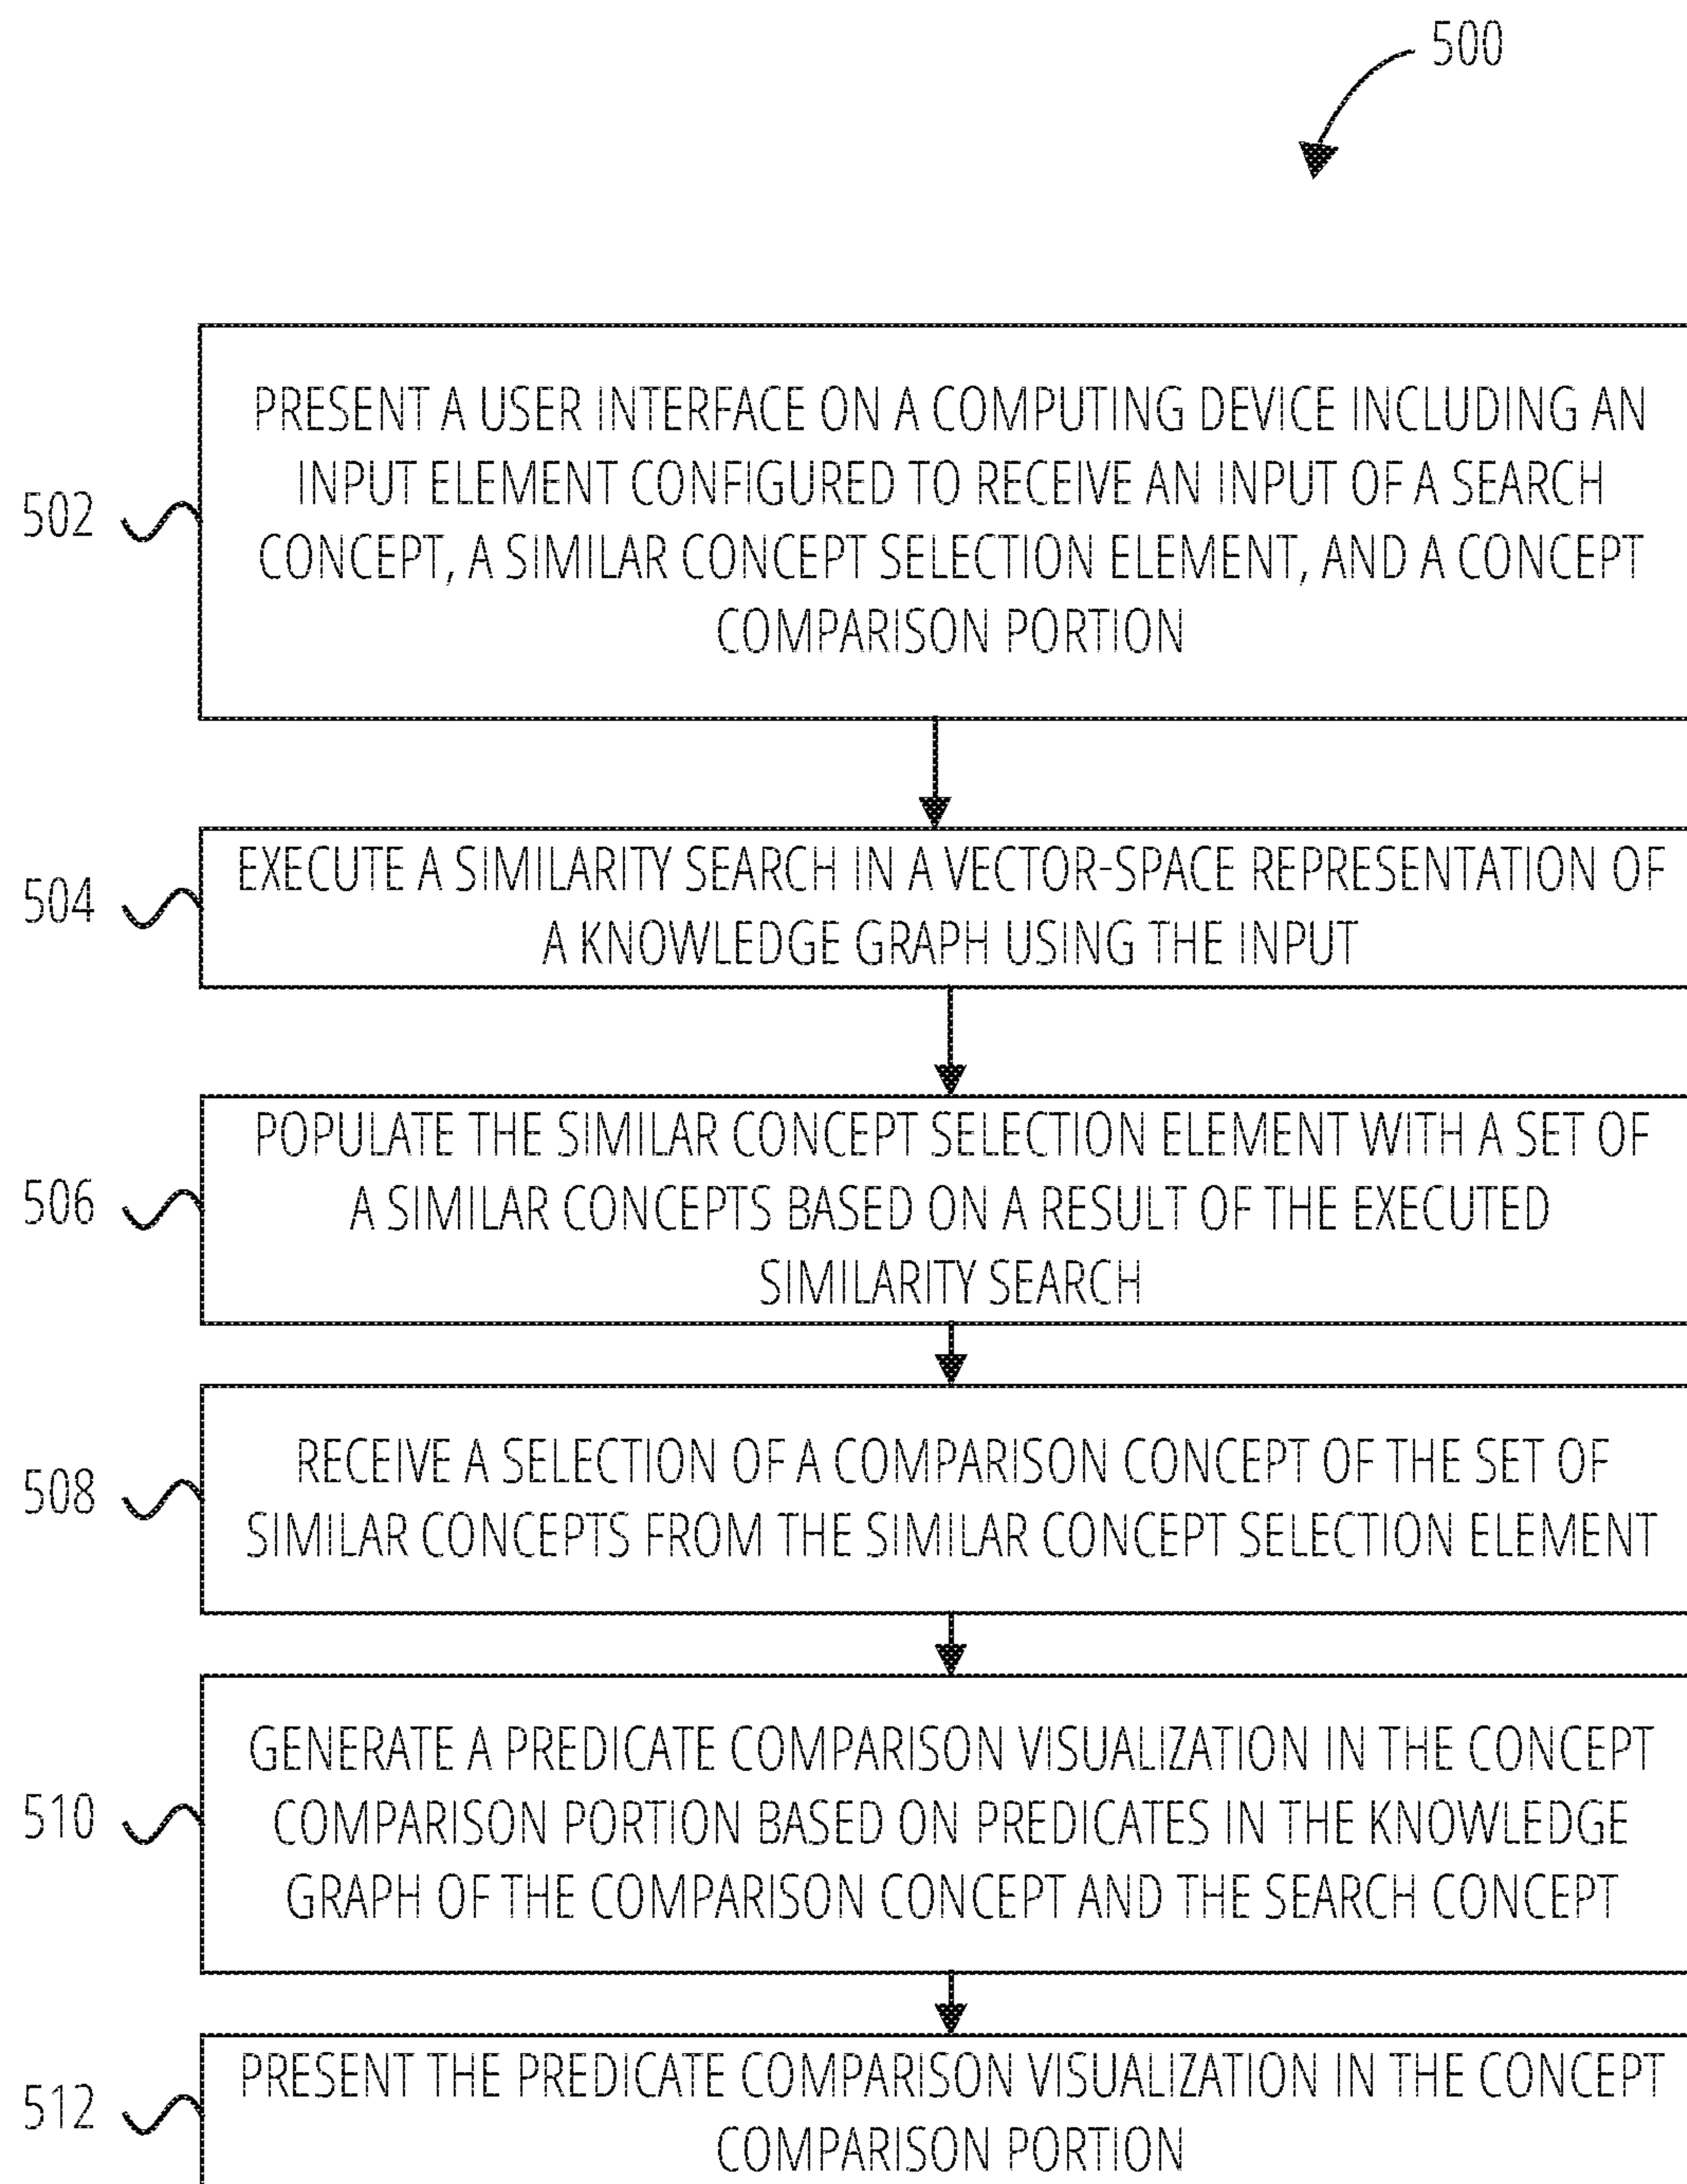 500
502
PRESENT A USER INTERFACE ON A COMPUTING DEVICE INCLUDING AN
INPUT ELEMENT CONFIGURED TO RECEIVE AN INPUT OF A SEARCH
CONCEPT, A SIMILAR CONCEPT SELECTION ELEMENT, AND A CONCEPT
COMPARISON PORTION
504
EXECUTE A SIMILARITY SEARCH IN A VECTOR-SPACE REPRESENTATION OF
A KNOWLEDGE GRAPH USING THE INPUT
506
POPULATE THE SIMILAR CONCEPT SELECTION ELEMENT WITH A SET OF
A SIMILAR CONCEPTS BASED ON A RESULT OF THE EXECUTED
SIMILARITY SEARCH
508
RECEIVE A SELECTION OF A COMPARISON CONCEPT OF THE SET OF
SIMILAR CONCEPTS FROM THE SIMILAR CONCEPT SELECTION ELEMENT
510
GENERATE A PREDICATE COMPARISON VISUALIZATION IN THE CONCEPT
COMPARISON PORTION BASED ON PREDICATES IN THE KNOWLEDGE
GRAPH OF THE COMPARISON CONCEPT AND THE SEARCH CONCEPT
512
PRESENT THE PREDICATE COMPARISON VISUALIZATION IN THE CONCEPT
COMPARISON PORTION